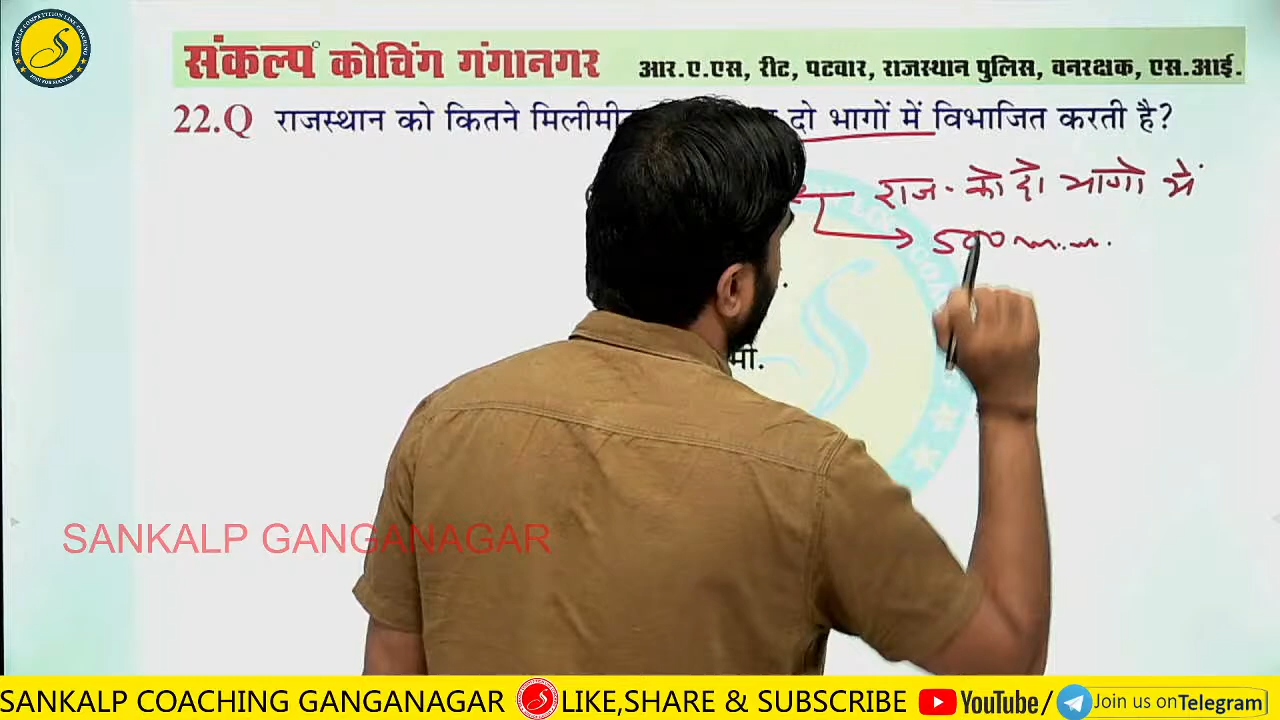 संकल्प कोचिंग गंगानगर
आर.ए.एस, रीट, पटवार, राजस्थान पुलिस, वनरक्षक, एस.आई.
22.Q राजस्थान को कितने मिलीमी दो भागों में विभाजित करती है?
राज - को दो भागो में
500 m.m.
मी.
SANKALP GANGANAGAR
SANKALP COACHING GANGANAGAR LIKE,SHARE & SUBSCRIBE YouTube / Join us on Telegram